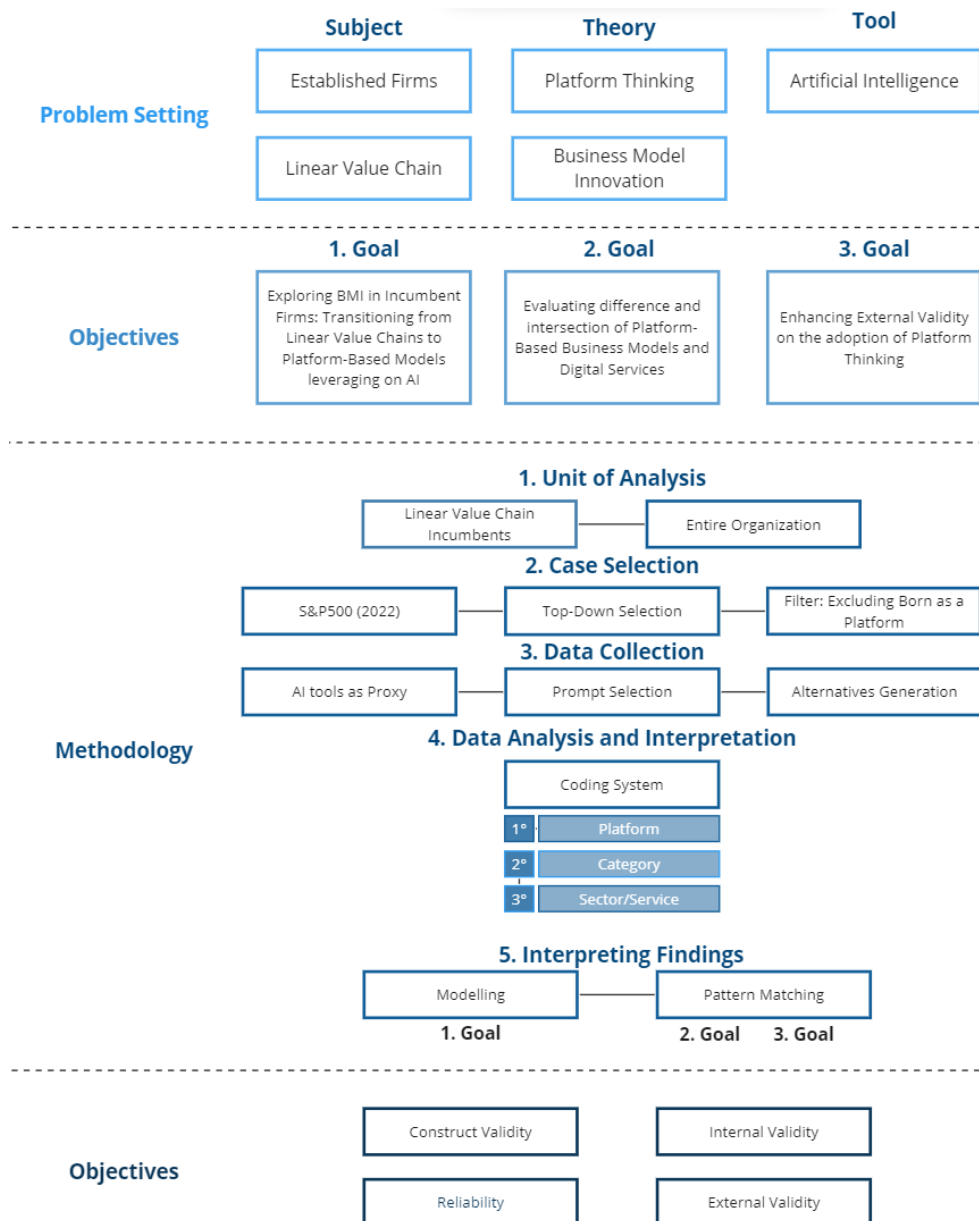 Subject
Theory
Tool
Problem Setting
Established Firms
Platform Thinking
Artificial Intelligence
Linear Value Chain
Business Model
Innovation
1. Goal
2. Goal
3. Goal
Objectives
Exploring BMI in Incumbent
Firms: Transitioning from
Linear Value Chains to
Platform-Based Models
leveraging on AI
Evaluating difference and
intersection of Platform-
Based Business Models and
Digital Services
Enhancing External Validity
on the adoption of Platform
Thinking
Methodology
1. Unit of Analysis
Linear Value Chain
Incumbents
Entire Organization
2. Case Selection
S&P500 (2022)
Top-Down Selection
Filter: Excluding Born as a
Platform
3. Data Collection
AI tools as Proxy
Prompt Selection
Alternatives Generation
4. Data Analysis and Interpretation
Coding System
1° Platform
2° Category
3° Sector/Service
5. Interpreting Findings
Modelling
Pattern Matching
1. Goal
2. Goal
3. Goal
Objectives
Construct Validity
Internal Validity
Reliability
External Validity